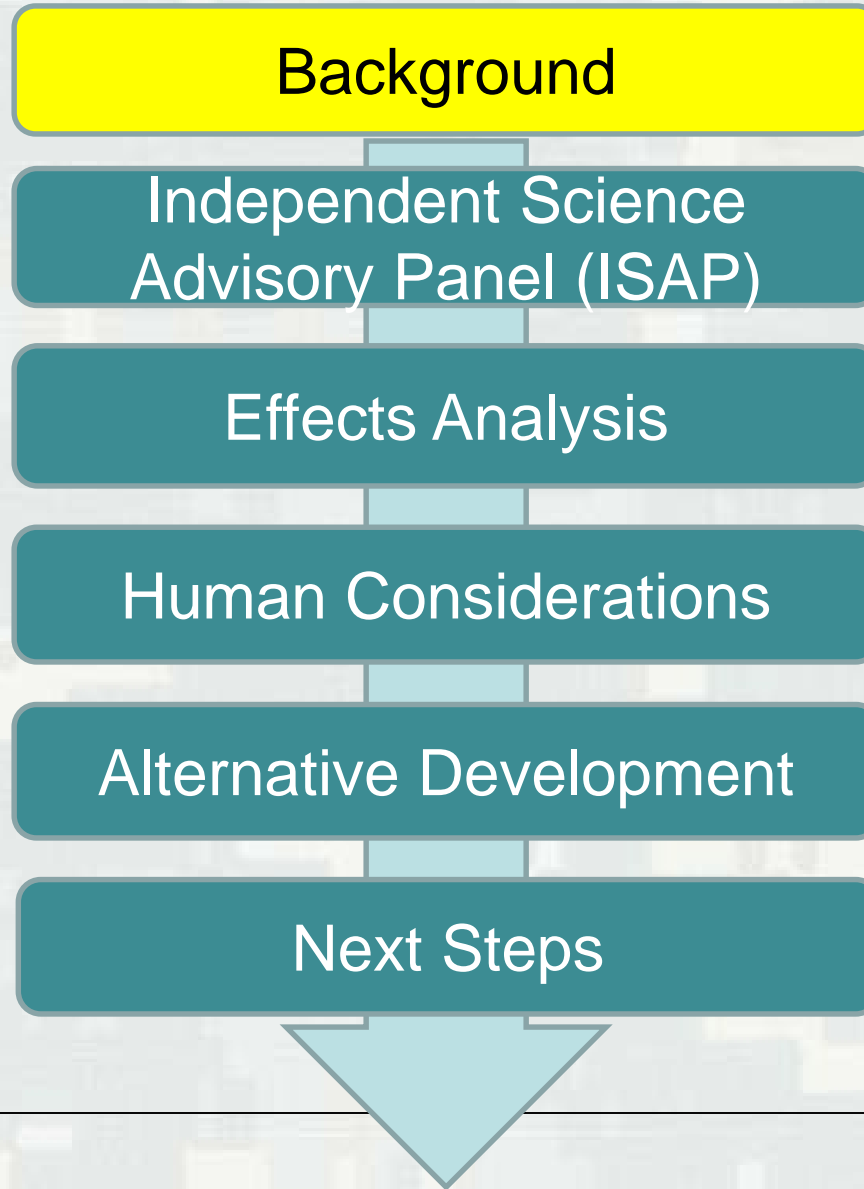 Background
Independent Science
Advisory Panel (ISAP)
Effects Analysis
Human Considerations
Alternative Development
Next Steps